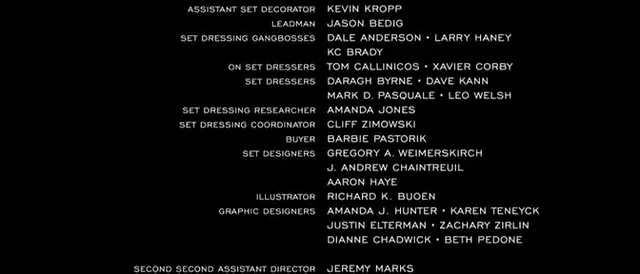 ASSISTANT SET DECORATOR KEVIN KROPP
LEADMAN JASON BEDIG
SET DRESSING GANGBOSSES DALE ANDERSON • LARRY HANEY
KC BRADY
ON SET DRESSERS TOM CALLINICOS • XAVIER CORBY
SET DRESSERS DARAGH BYRNE • DAVE KANN
MARK D. PASQUALE • LEO WELSH
SET DRESSING RESEARCHER AMANDA JONES
SET DRESSING COORDINATOR CLIFF ZIMOWSKI
BUYER BARBIE PASTORIK
SET DESIGNERS GREGORY A. WEIMERSKIRCH
J. ANDREW CHAINTREUIL
AARON HAYE
ILLUSTRATOR RICHARD K. BUOEN
GRAPHIC DESIGNERS AMANDA J. HUNTER • KAREN TENEYCK
JUSTIN ELTERMAN • ZACHARY ZIRLIN
DIANNE CHADWICK • BETH PEDONE
SECOND SECOND ASSISTANT DIRECTOR JEREMY MARKS